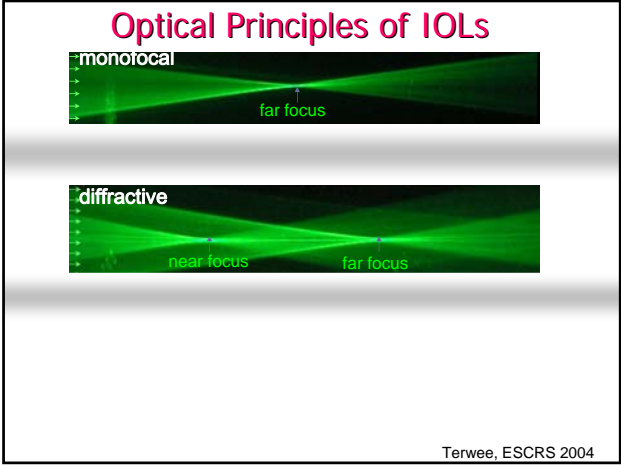 Optical Principles of IOLs
monofocal
far focus
diffractive
near focus
far focus
Terwee, ESCRS 2004